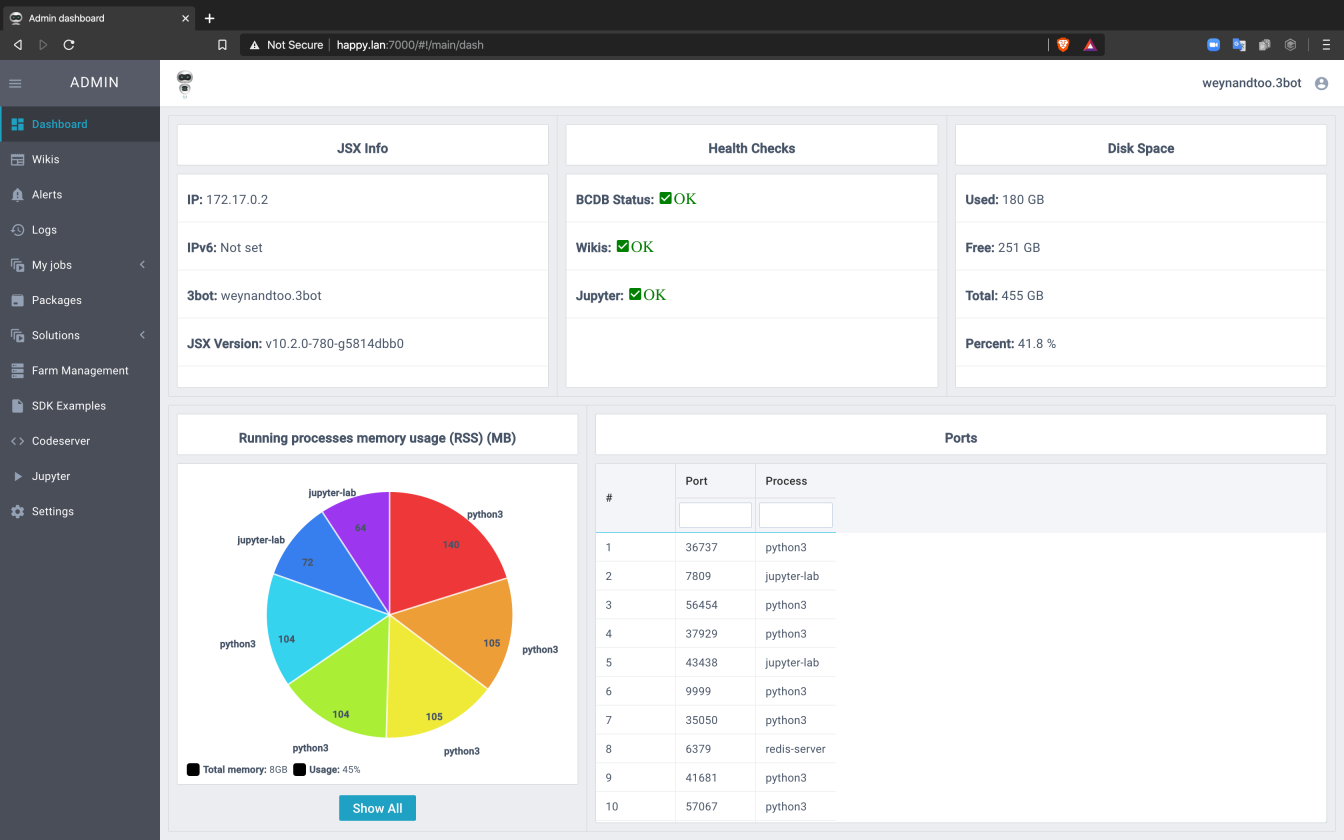 Admin dashboard
Not Secure
happy.lan:7000/#!/main/dash
ADMIN
weynandtoo.3bot
Dashboard
Wikis
Alerts
Logs
My jobs
Packages
Solutions
Farm Management
SDK Examples
Codeserver
Jupyter
Settings
JSX Info
IP: 172.17.0.2
IPv6: Not set
3bot: weynandtoo.3bot
JSX Version: v10.2.0-780-g5814dbb0
Health Checks
BCDB Status: OK
Wikis: OK
Jupyter: OK
Disk Space
Used: 180 GB
Free: 251 GB
Total: 455 GB
Percent: 41.8 %
Running processes memory usage (RSS) (MB)
jupyter-lab
64
python3
140
jupyter-lab
72
python3
104
105
python3
104
python3
105
python3
Total memory: 8GB Usage: 45%
Show All
Ports
# Port Process
1 36737 python3
2 7809 jupyter-lab
3 56454 python3
4 37929 python3
5 43438 jupyter-lab
6 9999 python3
7 35050 python3
8 6379 redis-server
9 41681 python3
10 57067 python3